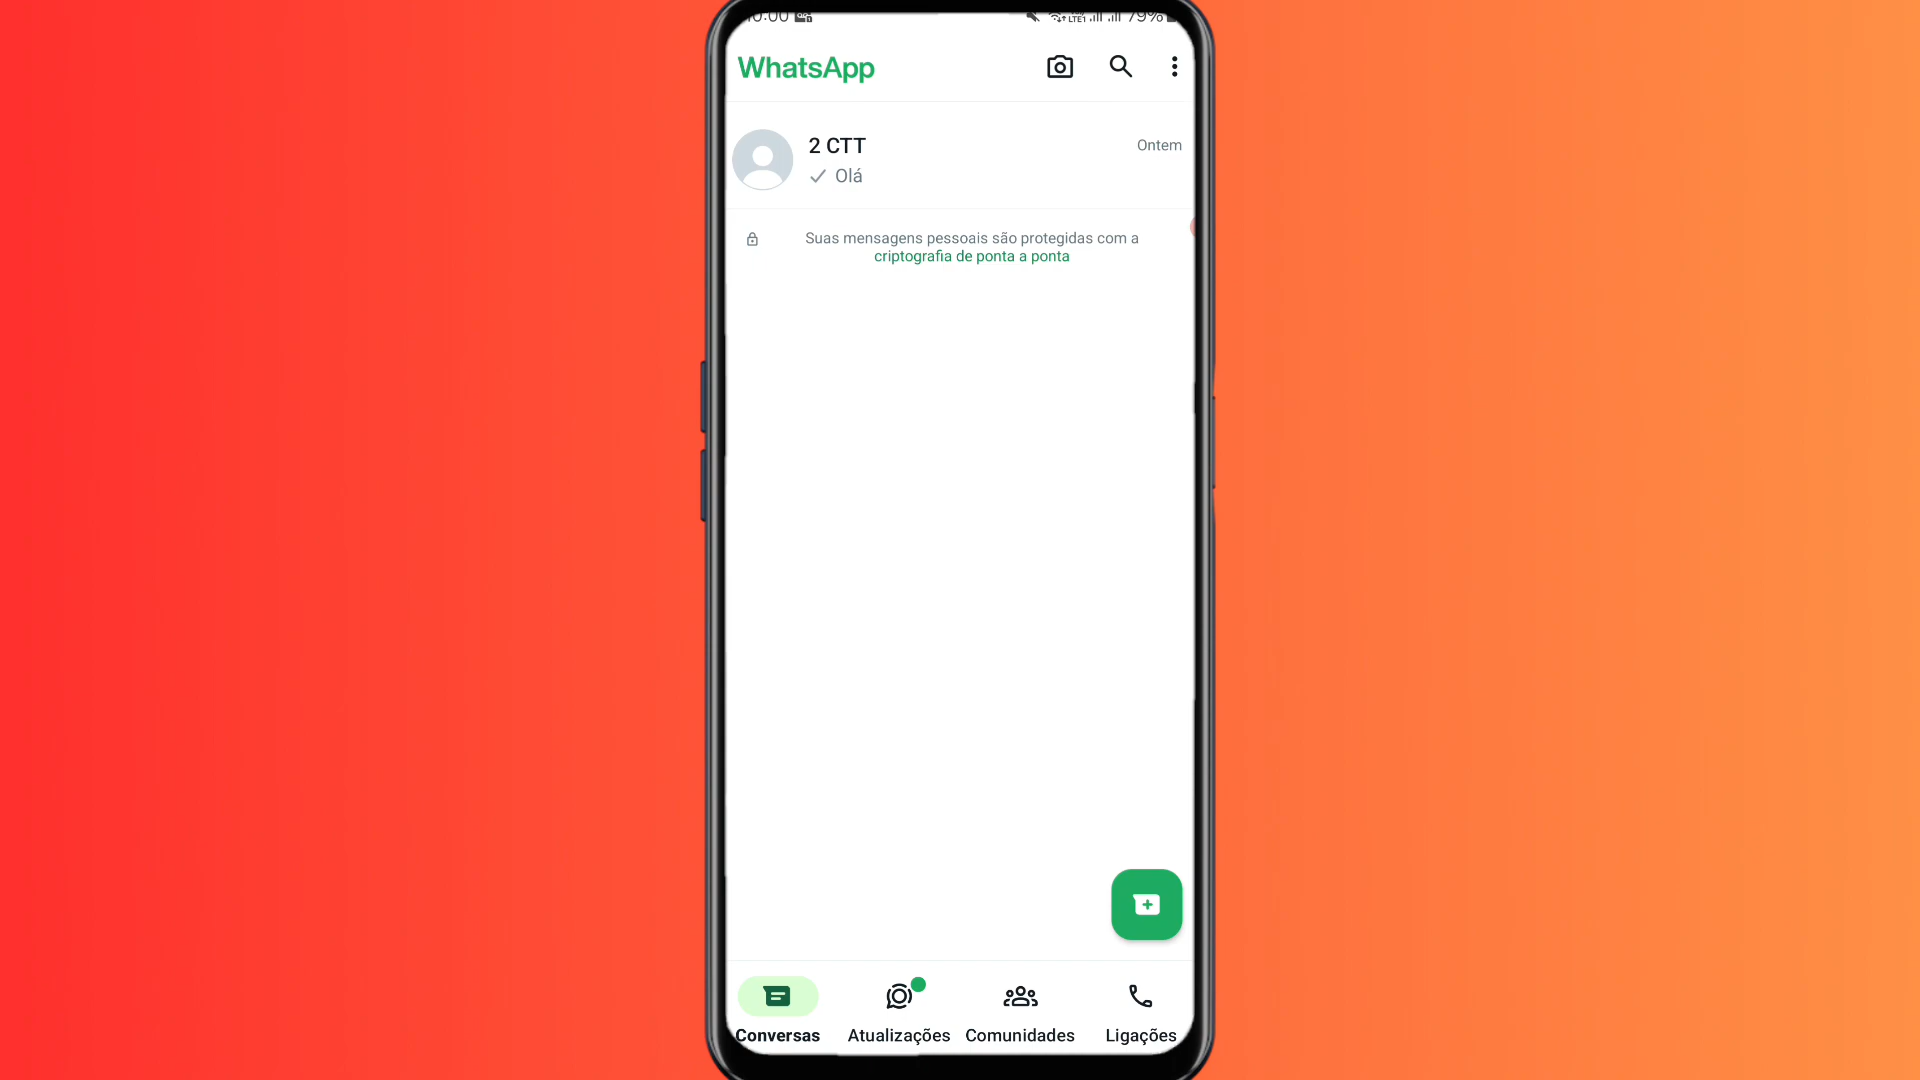 79%
WhatsApp
2 CTT
Ontem
Olá
Suas mensagens pessoais são protegidas com a
criptografia de ponta a ponta
Conversas
Atualizações
Comunidades
Ligações